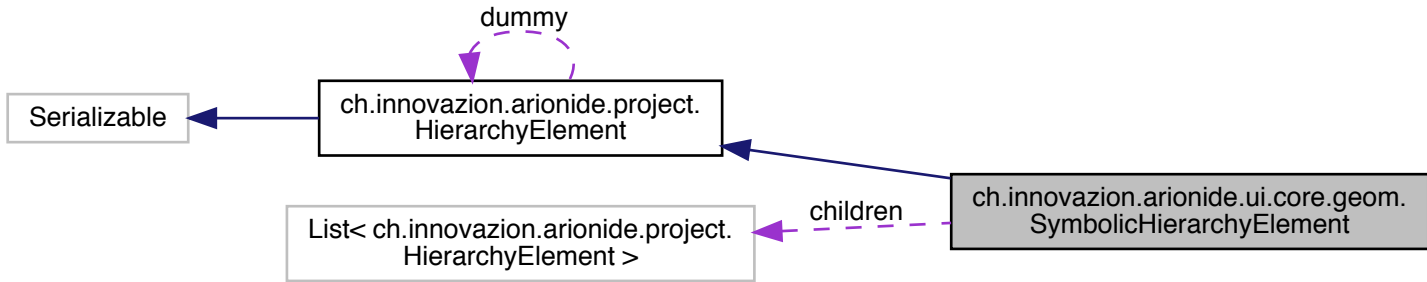 dummy
Serializable
ch.innovazion.arionide.project.
HierarchyElement
ch.innovazion.arionide.ui.core.geom.
SymbolicHierarchyElement
children
List< ch.innovazion.arionide.project.
HierarchyElement >